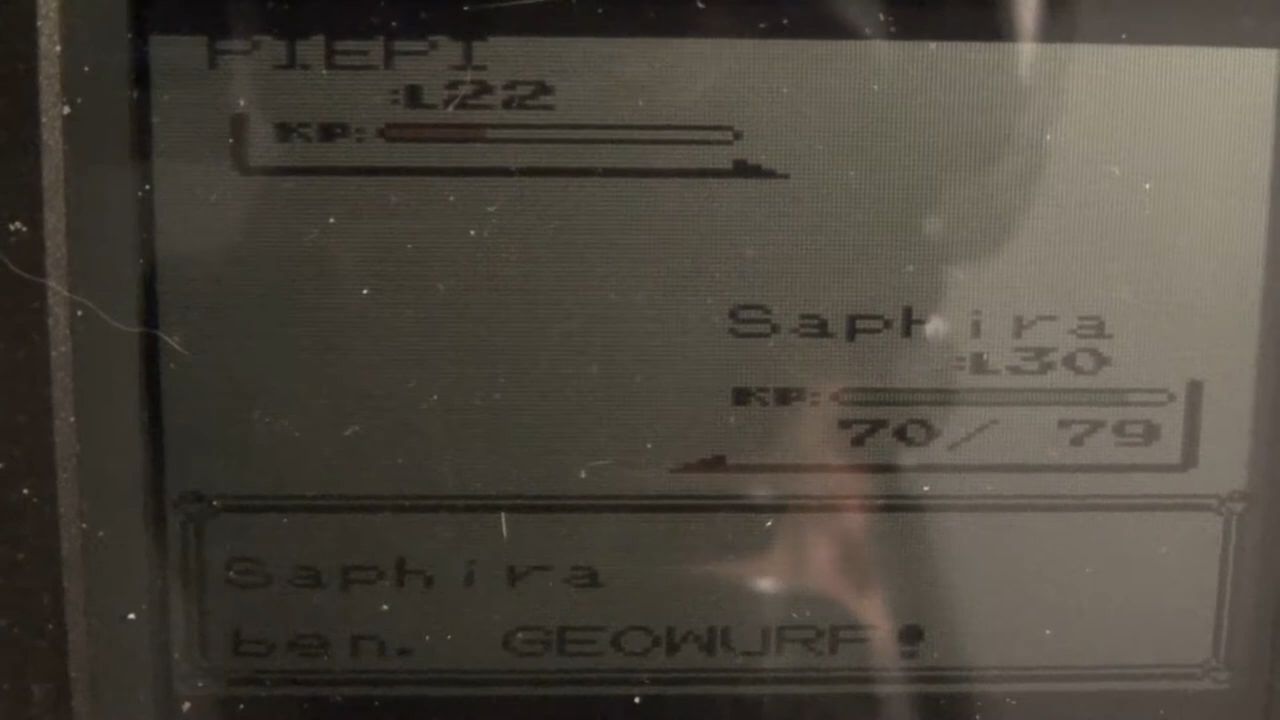 PIEPI
:L22
KP:
Saphira
:L30
KP:
70/ 79
Saphira
ben. GEOWURF!